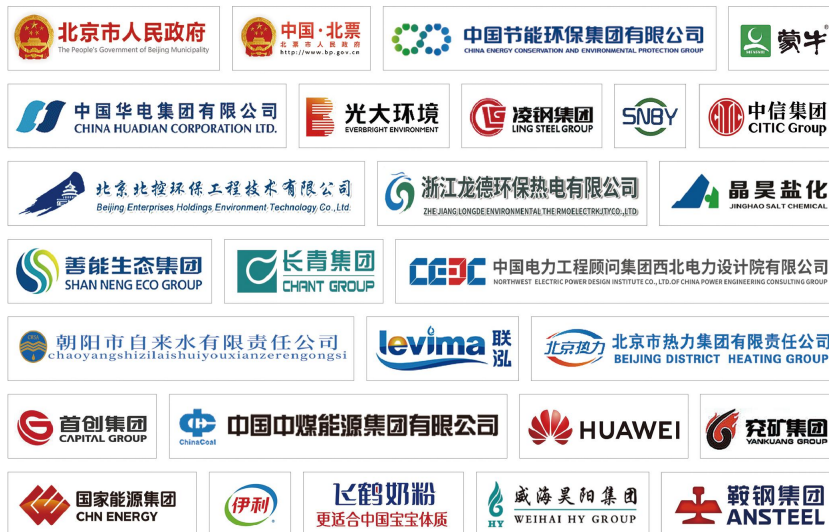 北京市人民政府
The People's Government of Beijing Municipality
中国·北票
北票市人民政府
http://www.bp.gov.cn
中国节能环保集团有限公司
CHINA ENERGY CONSERVATION AND ENVIRONMENTAL PROTECTION GROUP
MENGNIU
蒙牛
中国华电集团有限公司
CHINA HUADIAN CORPORATION LTD.
光大环境
EVERBRIGHT ENVIRONMENT
凌钢集团
LING STEEL GROUP
SNBY
中信集团
CITIC Group
北京北控环保工程技术有限公司
Beijing Enterprises Holdings Environment Technology Co.,Ltd.
浙江龙德环保热电有限公司
ZHE JIANG LONGDE ENVIRONMENTAL THE RMOELECTRKJTYCO.,LTD
晶昊盐化
JINGHAO SALT CHEMICAL
善能生态集团
SHAN NENG ECO GROUP
长青集团
CHANT GROUP
CEEC
中国电力工程顾问集团西北电力设计院有限公司
NORTHWEST ELECTRIC POWER DESIGN INSTITUTE CO., LTD.OF CHINA POWER ENGINEERING CONSULTING GROUP
朝阳市自来水有限责任公司
chaoyangshizilaishuiyouxianzerengongsi
levima
联泓
北京热力
北京市热力集团有限责任公司
BEIJING DISTRICT HEATING GROUP
首创集团
CAPITAL GROUP
ChinaCoal
中国中煤能源集团有限公司
HUAWEI
兖矿集团
YANKUANG GROUP
国家能源集团
CHN ENERGY
伊利
飞鹤奶粉
更适合中国宝宝体质
HY
威海昊阳集团
WEIHAI HY GROUP
鞍钢集团
ANSTEEL